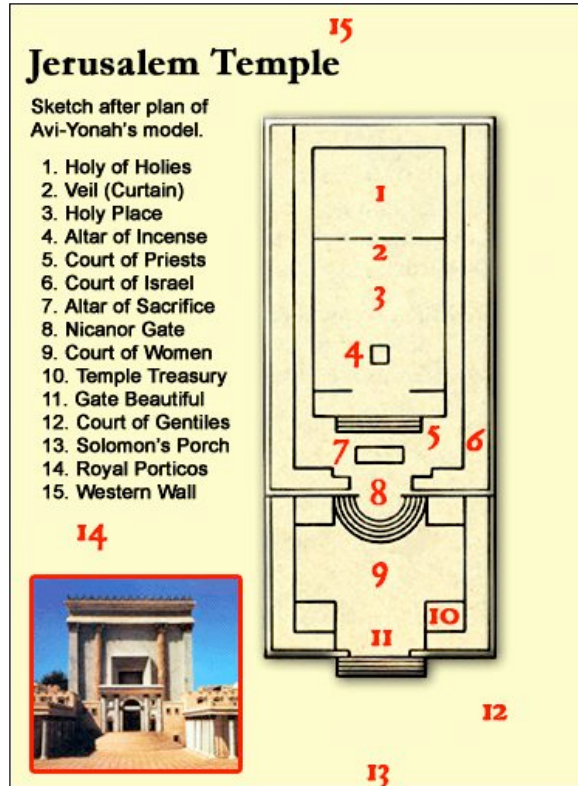 15
Jerusalem Temple
Sketch after plan of
Avi-Yonah's model.
1. Holy of Holies
2. Veil (Curtain)
3. Holy Place
4. Altar of Incense
5. Court of Priests
6. Court of Israel
7. Altar of Sacrifice
8. Nicanor Gate
9. Court of Women
10. Temple Treasury
11. Gate Beautiful
12. Court of Gentiles
13. Solomon's Porch
14. Royal Porticos
15. Western Wall
14
1
2
3
4
5
6
7
8
9
10
11
12
13